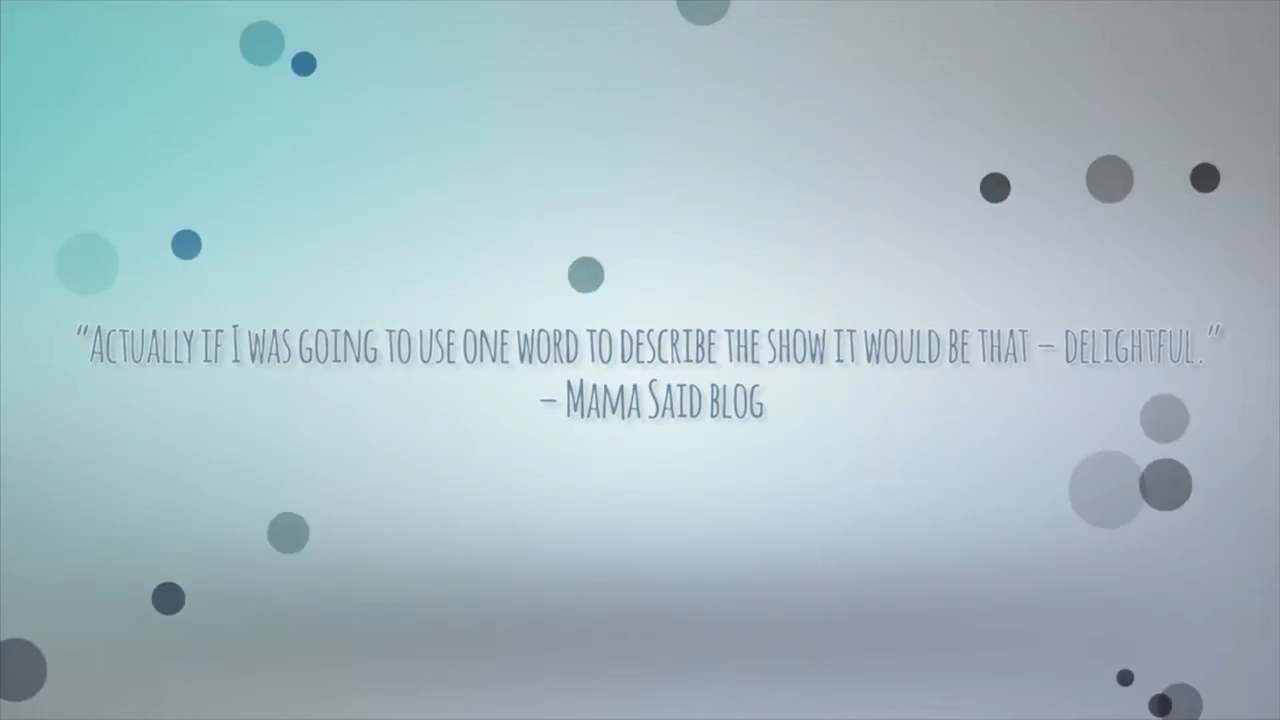 “Actually if I was going to use one word to describe the show it would be that – delightful.”
– Mama Said blog